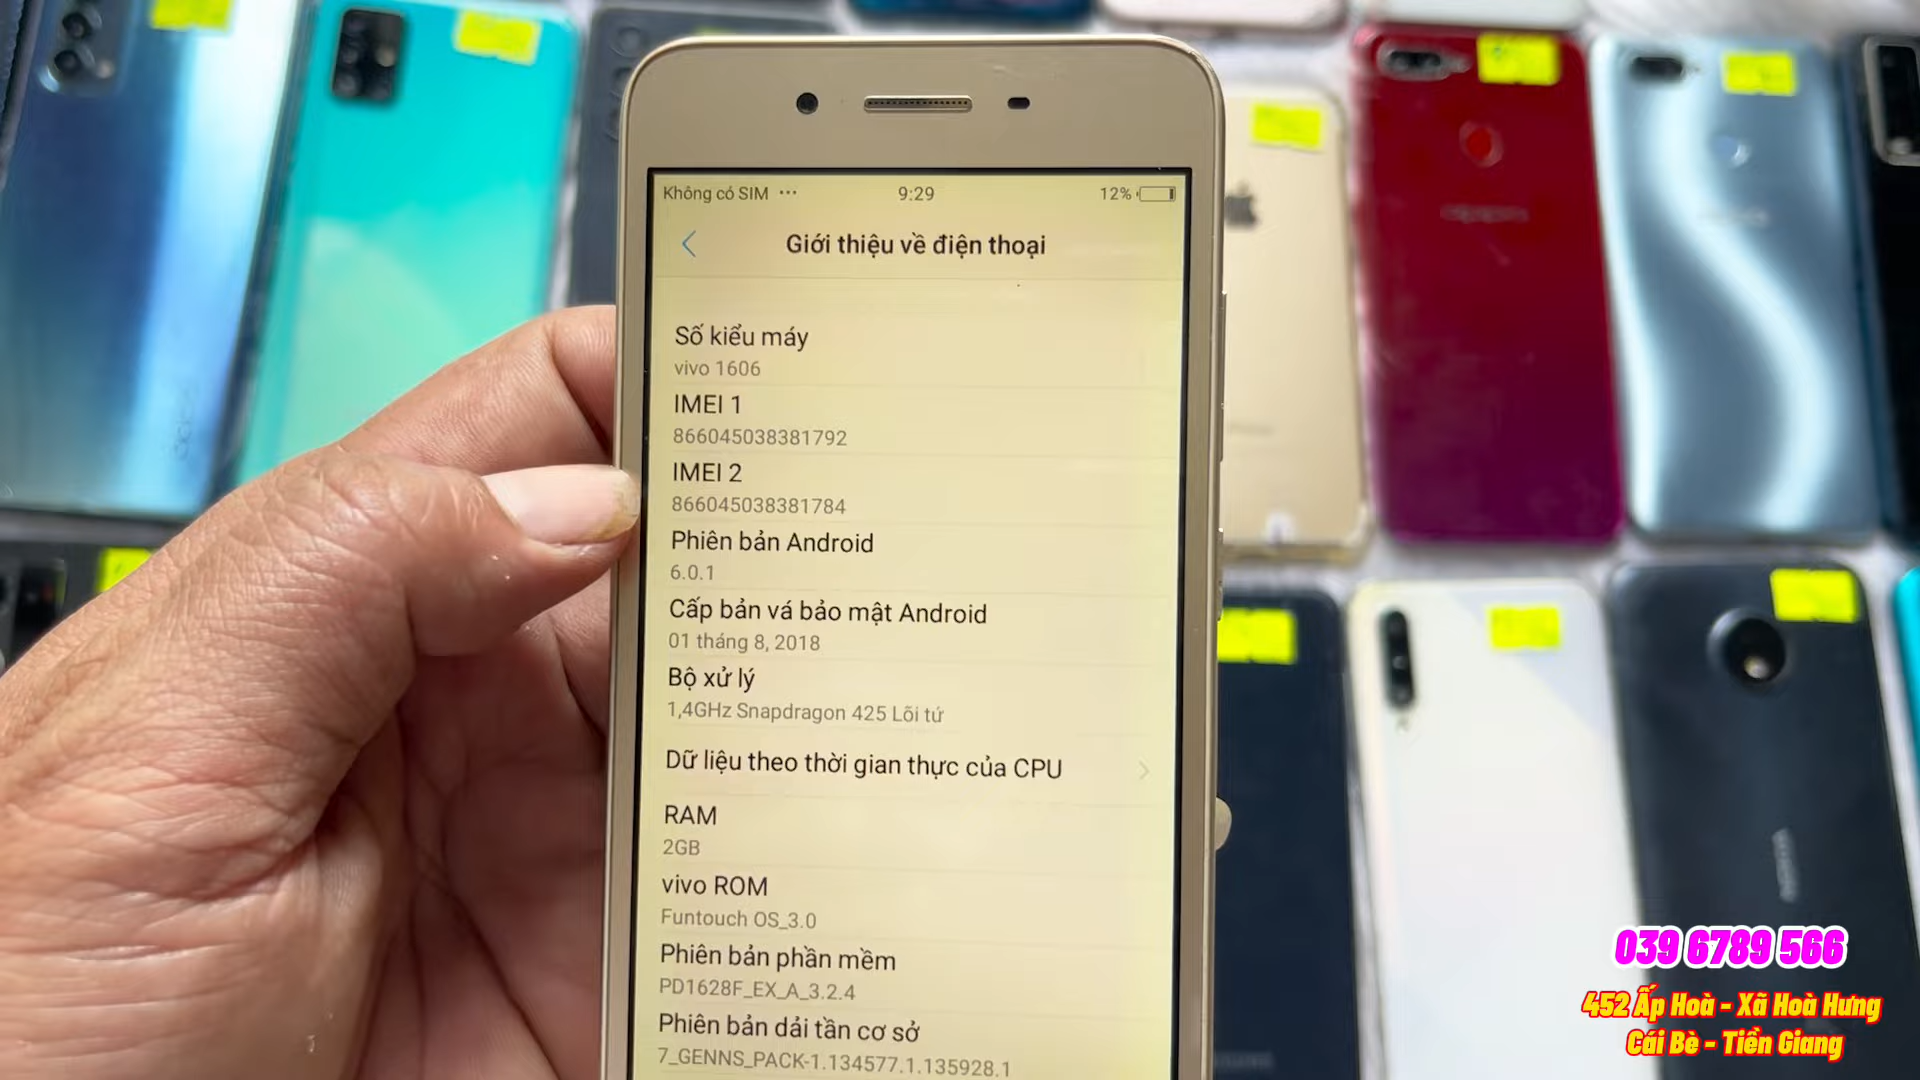 Không có SIM ...
9:29
12%
Giới thiệu về điện thoại
Số kiểu máy
vivo 1606
IMEI 1
866045038381792
IMEI 2
866045038381784
Phiên bản Android
6.0.1
Cấp bản vá bảo mật Android
01 tháng 8, 2018
Bộ xử lý
1,4GHz Snapdragon 425 Lõi tứ
Dữ liệu theo thời gian thực của CPU
RAM
2GB
vivo ROM
Funtouch OS_3.0
Phiên bản phần mềm
PD1628F_EX_A_3.2.4
Phiên bản dải tần cơ sở
7_GENNS_PACK-1.134577.1.135928.1
039 6789 566
452 Ấp Hoà - Xã Hoà Hưng
Cái Bè - Tiền Giang